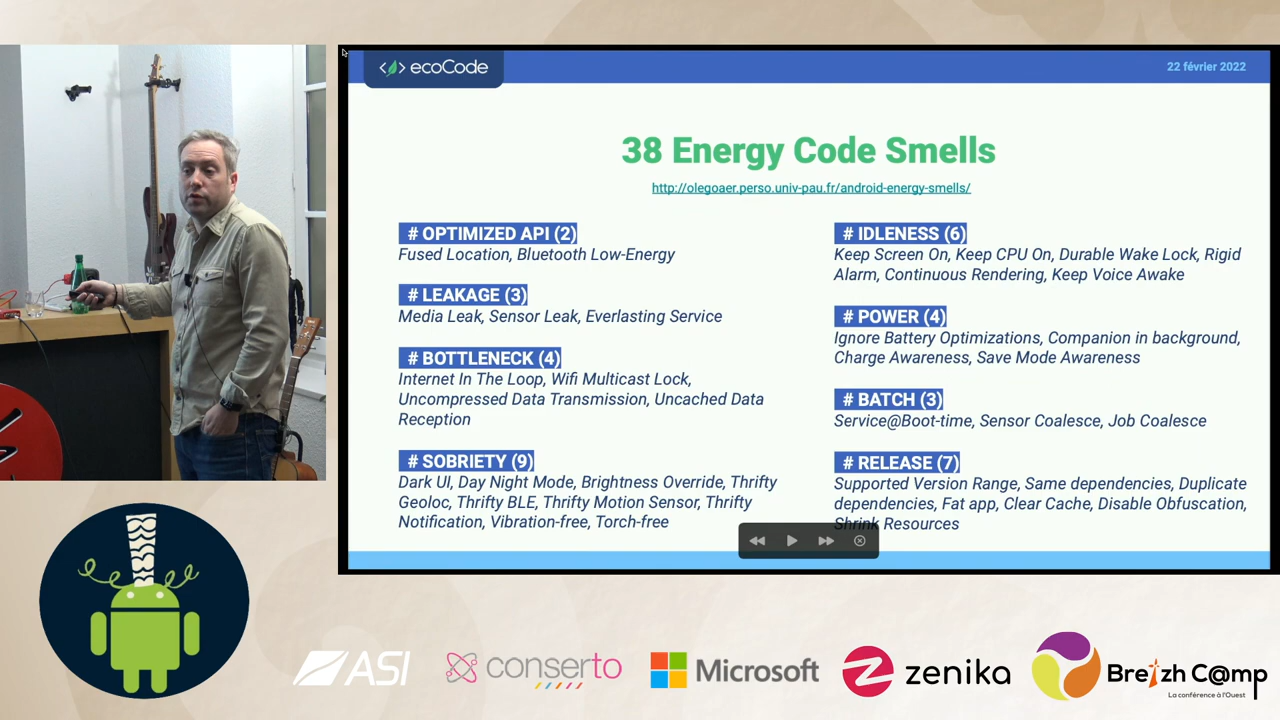 ecoCode
22 février 2022
38 Energy Code Smells
http://olegoaer.perso.univ-pau.fr/android-energy-smells/
# OPTIMIZED API (2)
Fused Location, Bluetooth Low-Energy
# LEAKAGE (3)
Media Leak, Sensor Leak, Everlasting Service
# BOTTLENECK (4)
Internet In The Loop, Wifi Multicast Lock,
Uncompressed Data Transmission, Uncached Data
Reception
# SOBRIETY (9)
Dark UI, Day Night Mode, Brightness Override, Thrifty
Geoloc, Thrifty BLE, Thrifty Motion Sensor, Thrifty
Notification, Vibration-free, Torch-free
# IDLENESS (6)
Keep Screen On, Keep CPU On, Durable Wake Lock, Rigid
Alarm, Continuous Rendering, Keep Voice Awake
# POWER (4)
Ignore Battery Optimizations, Companion in background,
Charge Awareness, Save Mode Awareness
# BATCH (3)
Service@Boot-time, Sensor Coalesce, Job Coalesce
# RELEASE (7)
Supported Version Range, Same dependencies, Duplicate
dependencies, Fat app, Clear Cache, Disable Obfuscation,
Shrink Resources
ASI
conserto
Microsoft
zenika
Breizh C@mp
La conférence à l'Ouest